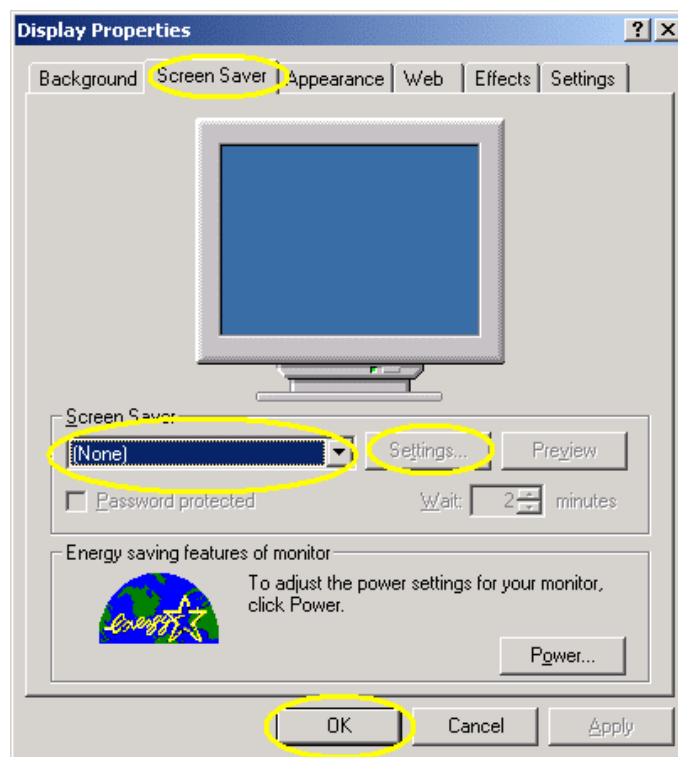 Display Properties
Background Screen Saver Appearance Web Effects Settings
Screen Saver
(None) Settings... Preview
Password protected Wait: 2 minutes
Energy saving features of monitor
To adjust the power settings for your monitor,
click Power.
energy
Power...
OK Cancel Apply